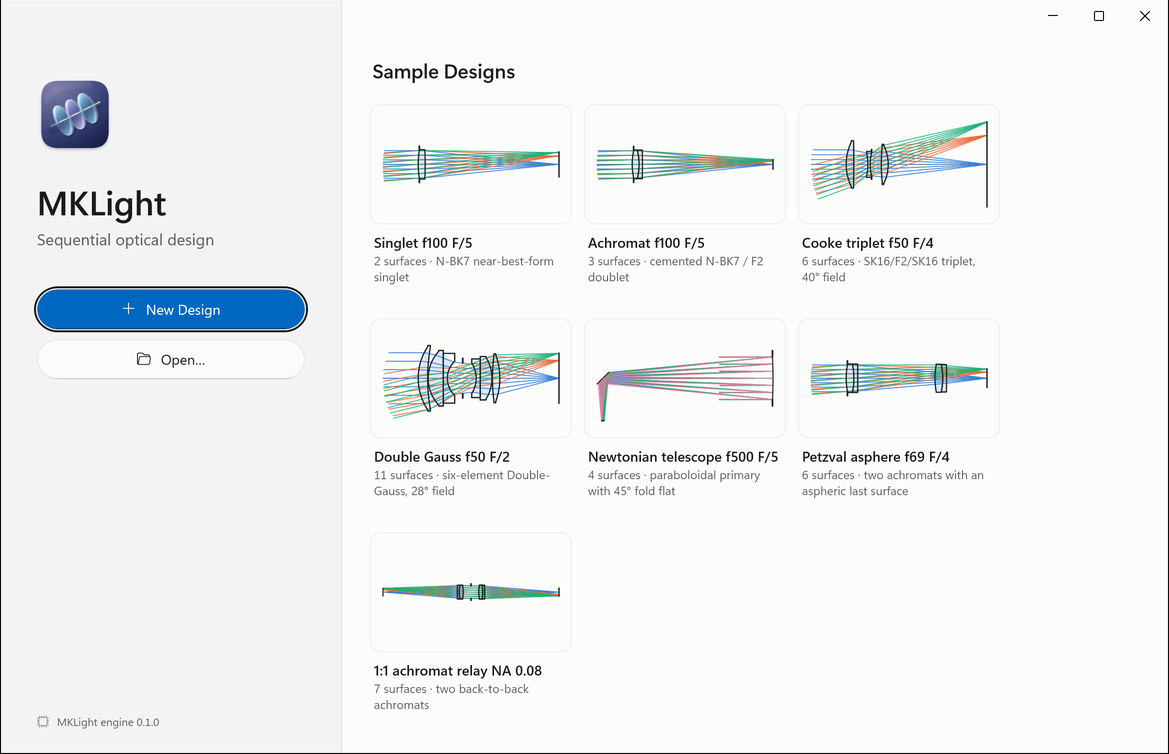 MKLight
Sequential optical design
New Design
Open...
MKLight engine 0.1.0
Sample Designs
Singlet f100 F/5
2 surfaces · N-BK7 near-best-form
singlet
Achromat f100 F/5
3 surfaces · cemented N-BK7 / F2
doublet
Cooke triplet f50 F/4
6 surfaces · SK16/F2/SK16 triplet,
40° field
Double Gauss f50 F/2
11 surfaces · six-element Double-
Gauss, 28° field
Newtonian telescope f500 F/5
4 surfaces · paraboloidal primary
with 45° fold flat
Petzval asphere f69 F/4
6 surfaces · two achromats with an
aspheric last surface
1:1 achromat relay NA 0.08
7 surfaces · two back-to-back
achromats